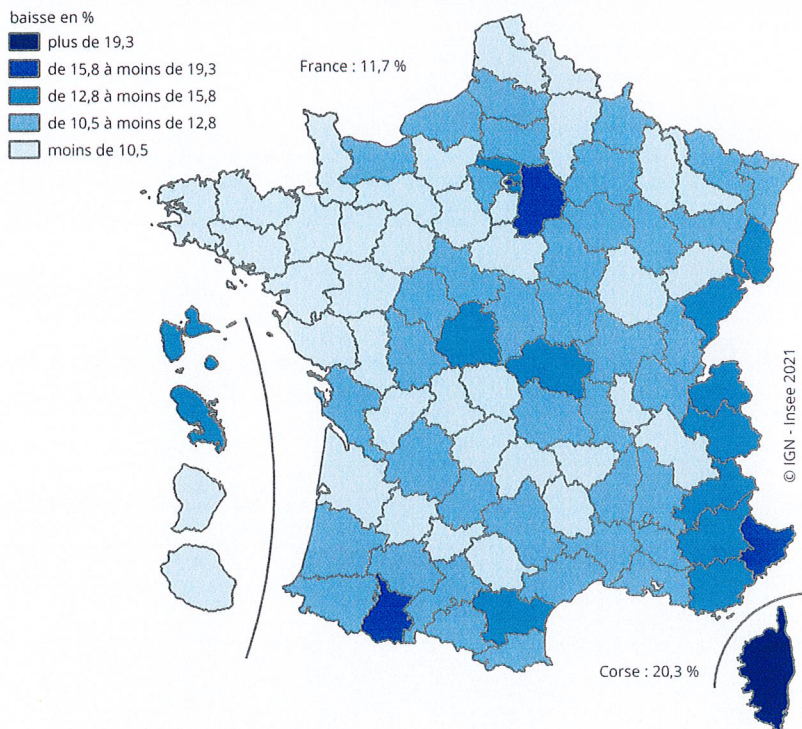 baisse en %
plus de 19,3
de 15,8 à moins de 19,3
de 12,8 à moins de 15,8
de 10,5 à moins de 12,8
moins de 10,5
France : 11,7 %
© IGN - Insee 2021
Corse : 20,3 %